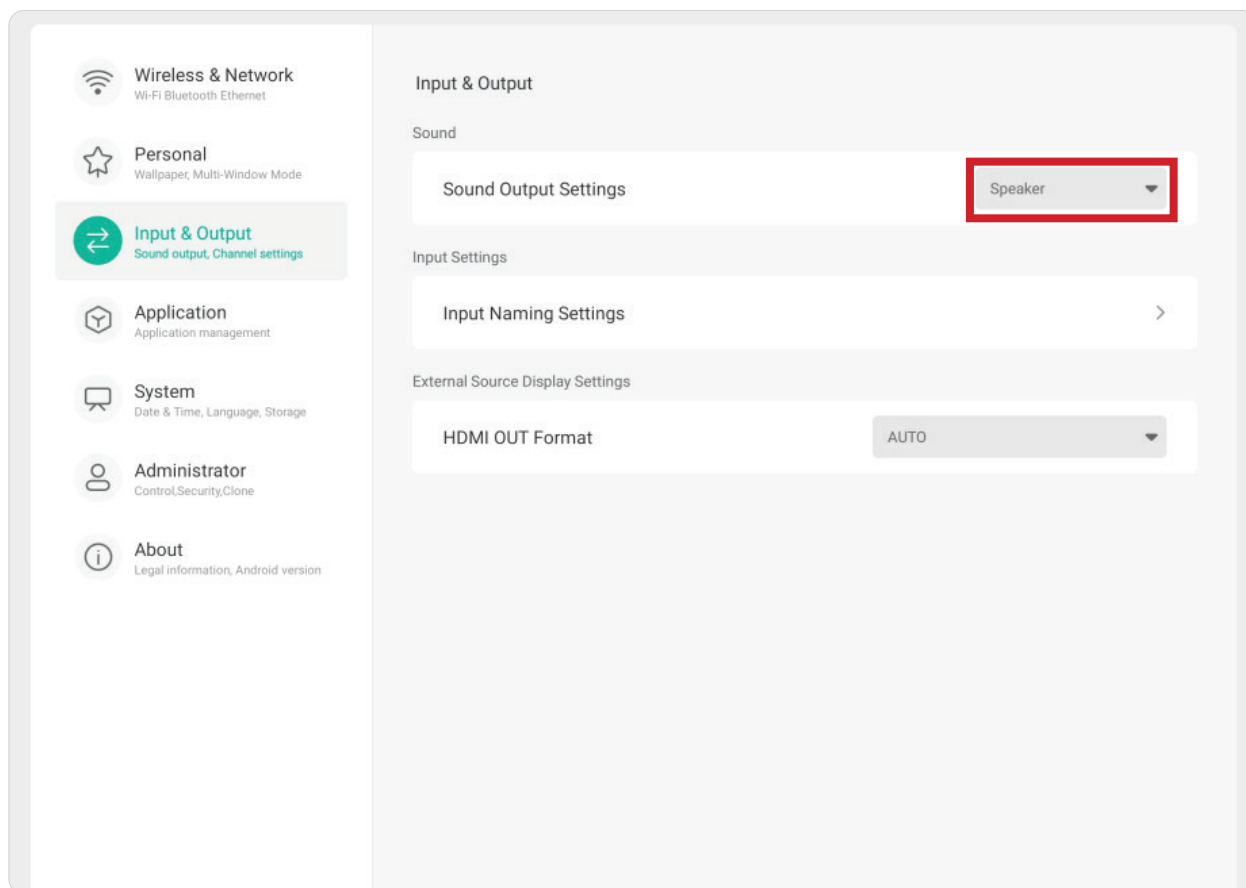 Wireless & Network
Wi-Fi Bluetooth Ethernet
Personal
Wallpaper, Multi-Window Mode
Input & Output
Sound output, Channel settings
Application
Application management
System
Date & Time, Language, Storage
Administrator
Control,Security,Clone
About
Legal information, Android version
Input & Output
Sound
Sound Output Settings
Speaker
Input Settings
Input Naming Settings
External Source Display Settings
HDMI OUT Format
AUTO